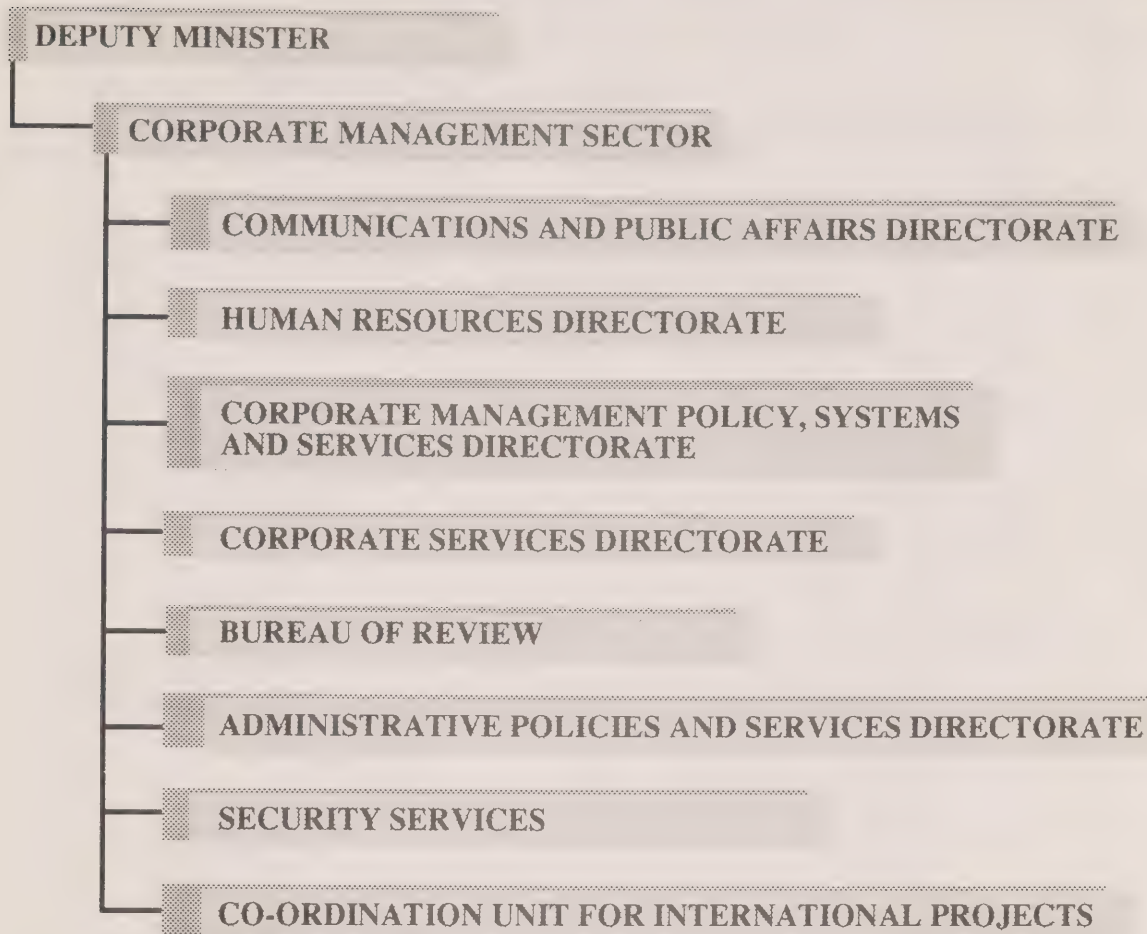 DEPUTY MINISTER
CORPORATE MANAGEMENT SECTOR
COMMUNICATIONS AND PUBLIC AFFAIRS DIRECTORATE
HUMAN RESOURCES DIRECTORATE
CORPORATE MANAGEMENT POLICY, SYSTEMS
AND SERVICES DIRECTORATE
CORPORATE SERVICES DIRECTORATE
BUREAU OF REVIEW
ADMINISTRATIVE POLICIES AND SERVICES DIRECTORATE
SECURITY SERVICES
CO-ORDINATION UNIT FOR INTERNATIONAL PROJECTS